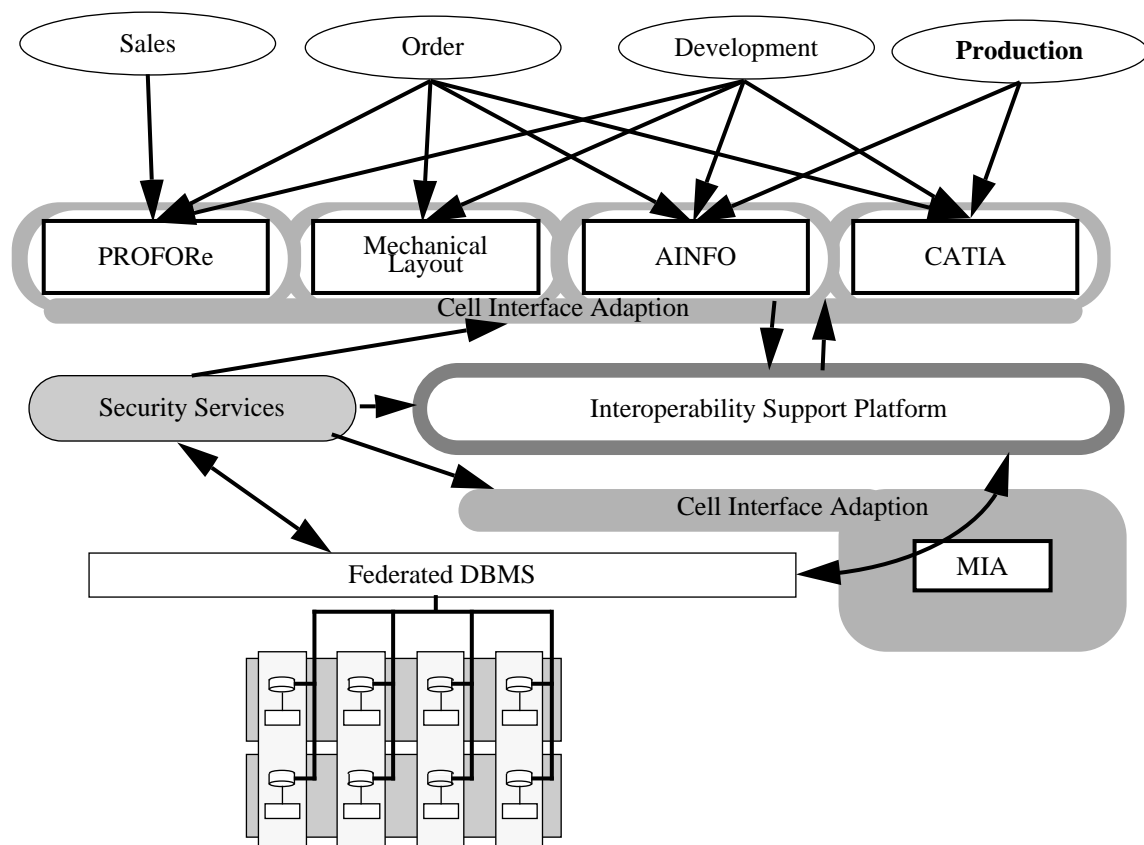 Sales
Order
Development
Production
PROFORe
Mechanical
Layout
AINFO
CATIA
Cell Interface Adaption
Security Services
Interoperability Support Platform
Cell Interface Adaption
Federated DBMS
MIA